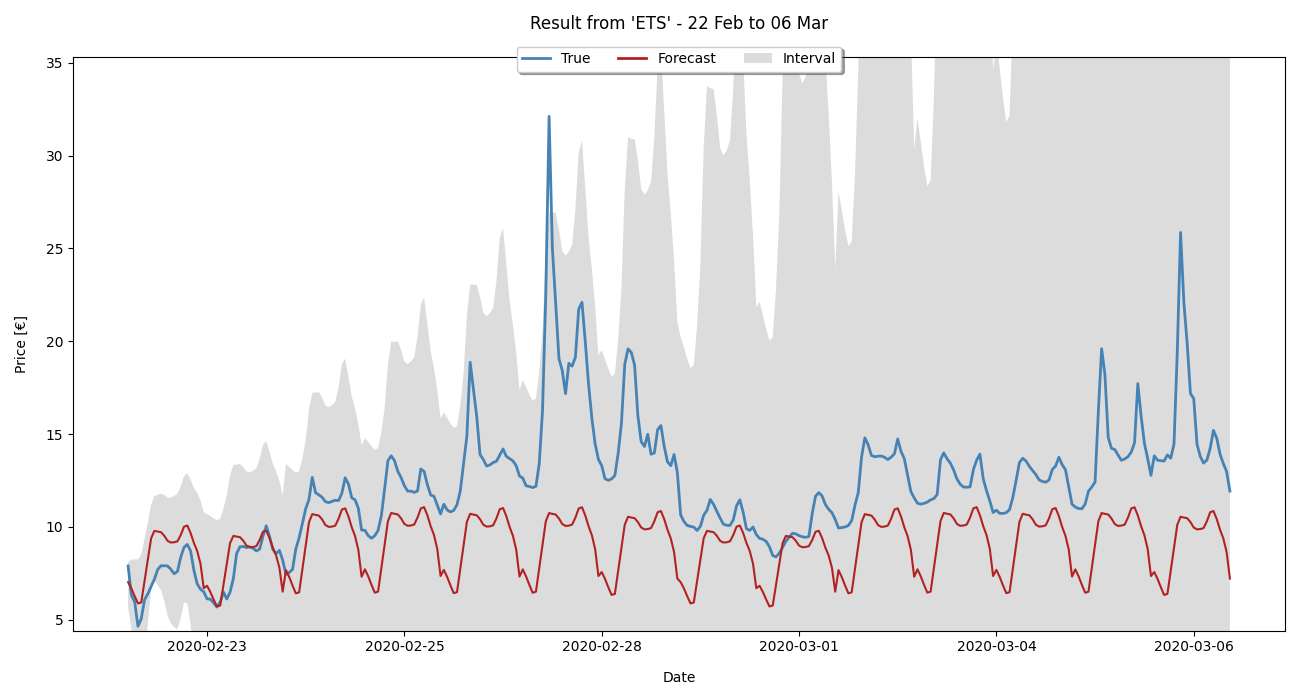 Result from 'ETS' - 22 Feb to 06 Mar
True Forecast Interval
Price [€]
35
30
25
20
15
10
5
2020-02-23 2020-02-25 2020-02-28 2020-03-01 2020-03-04 2020-03-06
Date